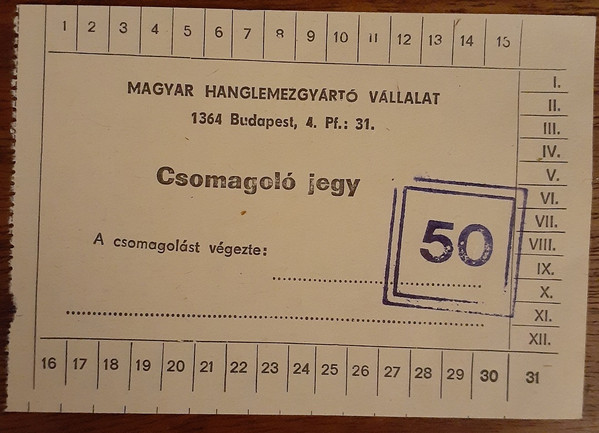 1 2 3 4 5 6 7 8 9 10 11 12 13 14 15
MAGYAR HANGLEMEZGYÁRTÓ VÁLLALAT
1364 Budapest, 4. Pf.: 31.
Csomagoló jegy
50
A csomagolást végezte:
I.
II.
III.
IV.
V.
VI.
VII.
VIII.
IX.
X.
XI.
XII.
16 17 18 19 20 21 22 23 24 25 26 27 28 29 30 31